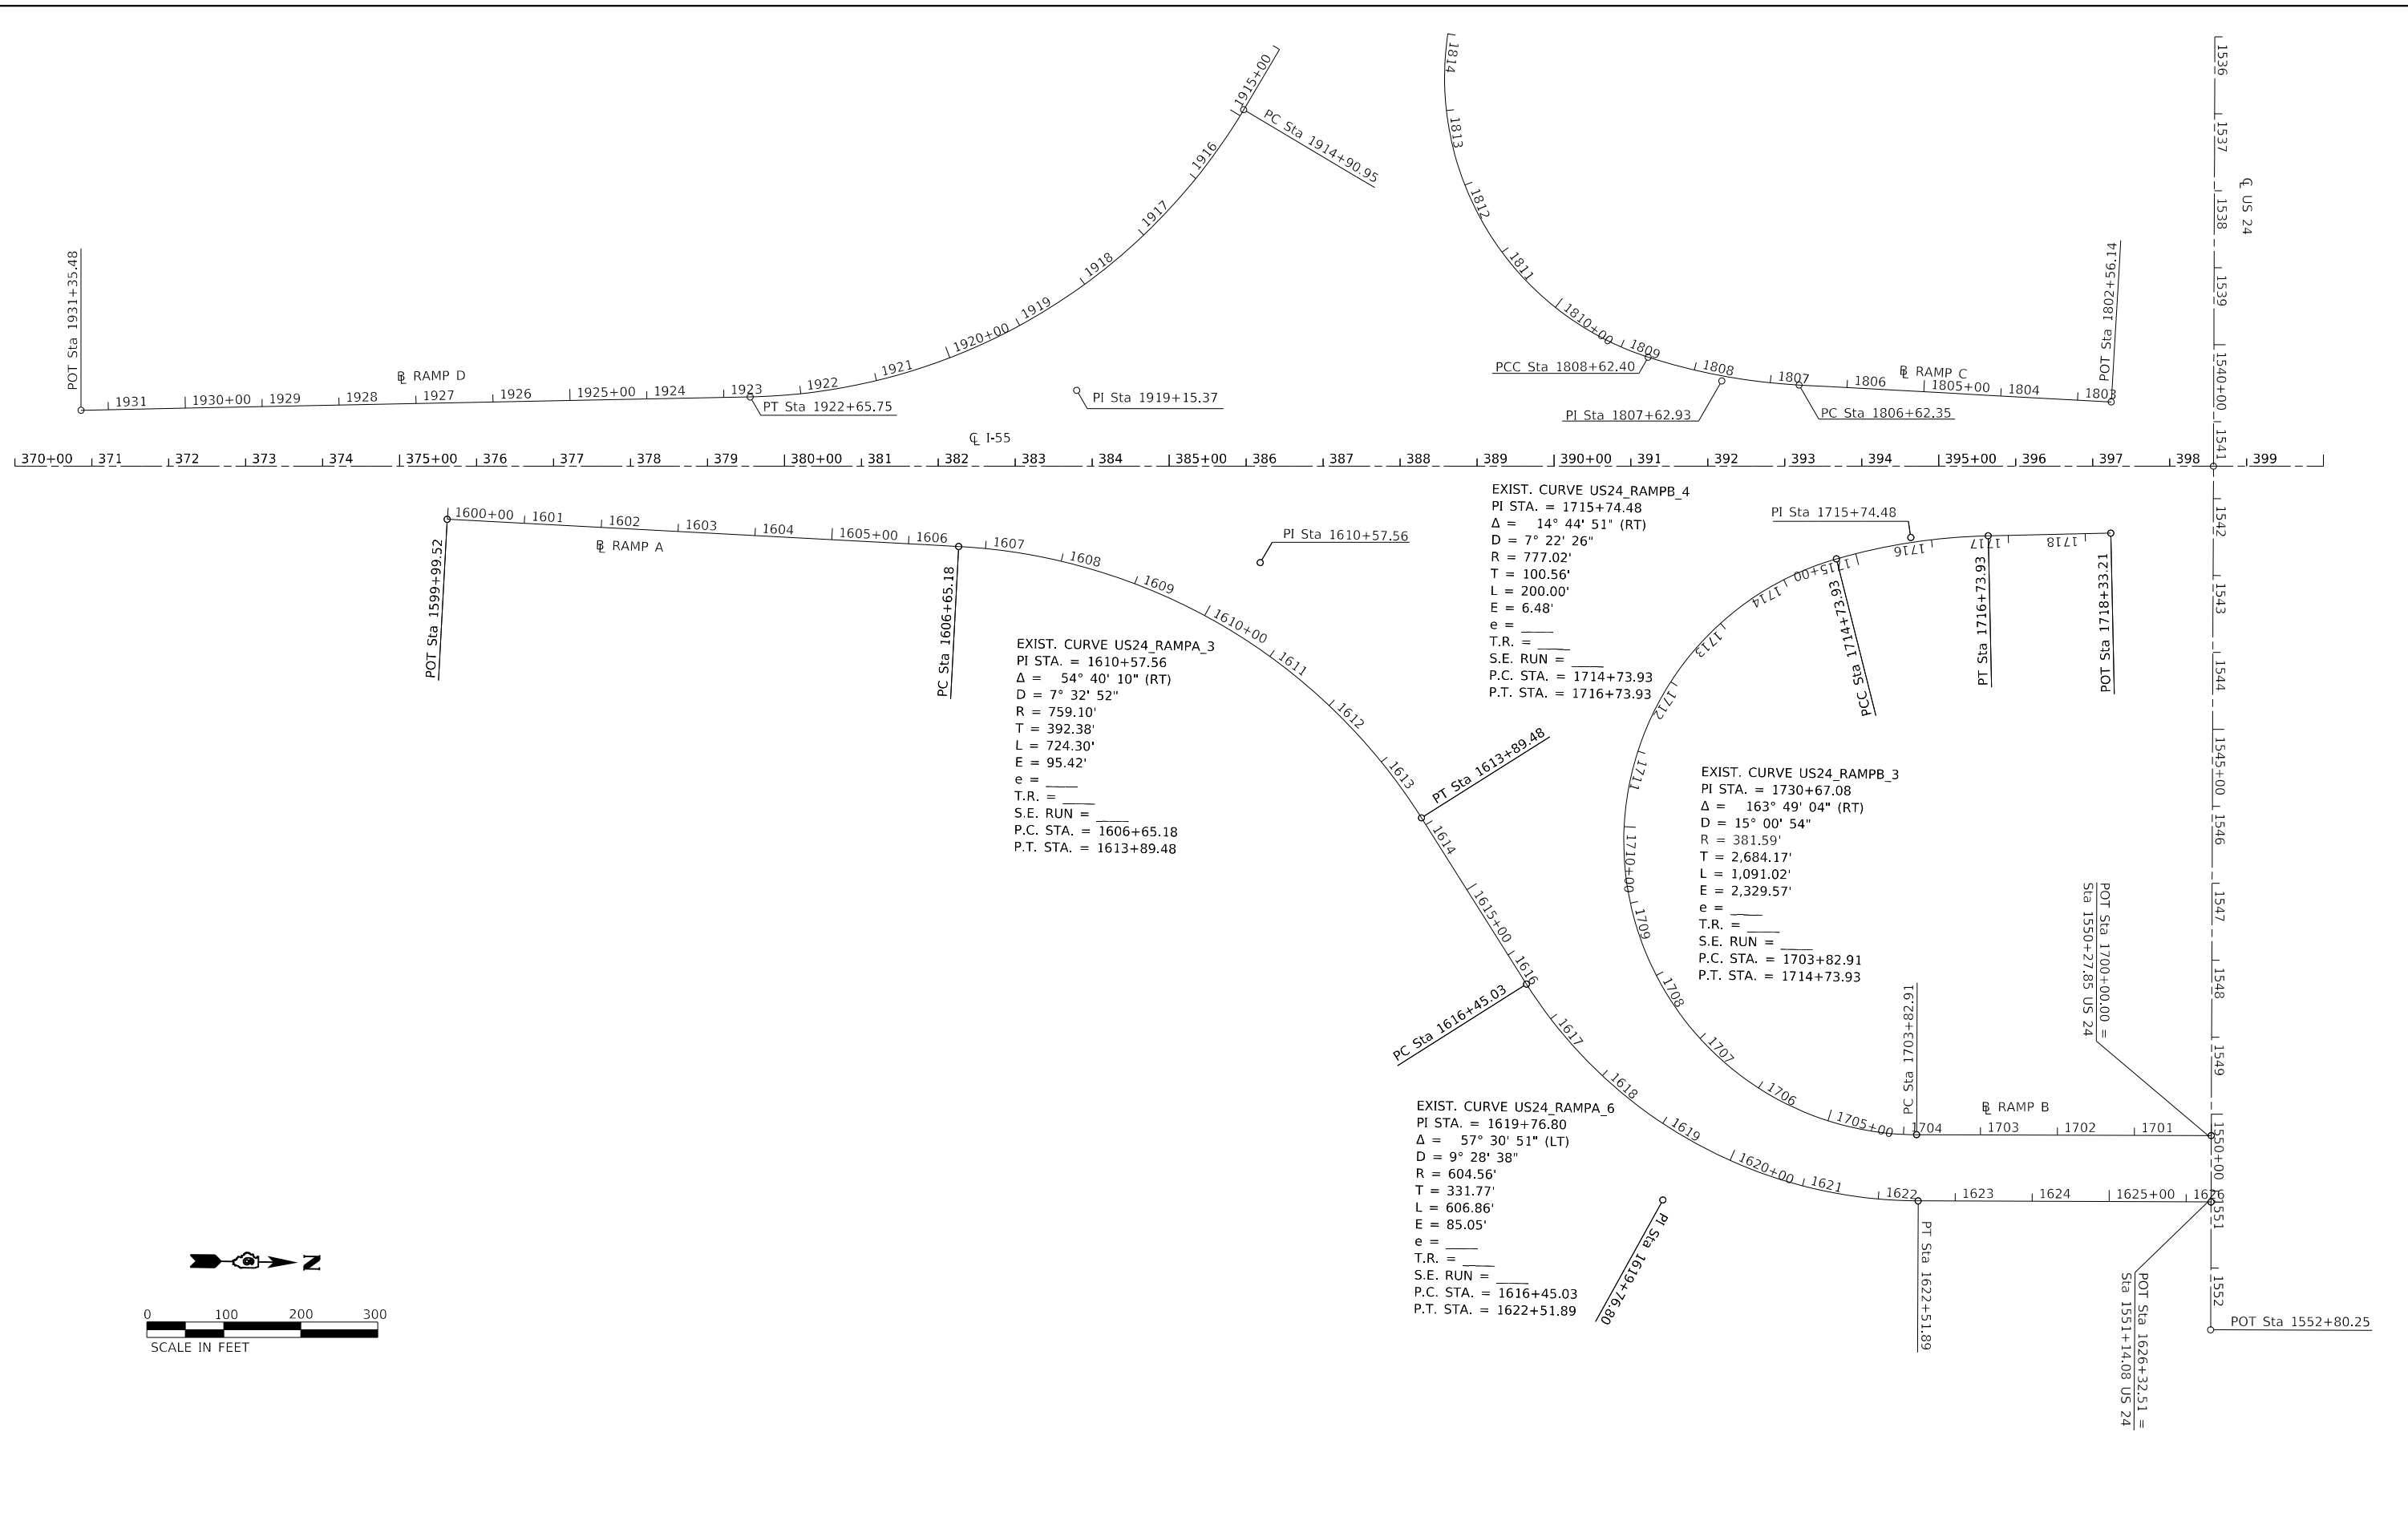 1915+00
PC Sta 1914+90.95
1916
1917
1918
1919
1920+00
1921
1922
1923
1924
1925+00
1926
1927
1928
1929
1930+00
1931
POT Sta 1931+35.48
℄ RAMP D
PT Sta 1922+65.75
PI Sta 1919+15.37
1814
1813
1812
1811
1810+00
1809
1808
1807
1806
1805+00
1804
1803
PCC Sta 1808+62.40
PI Sta 1807+62.93
PC Sta 1806+62.35
℄ RAMP C
POT Sta 1802+56.14
1536
1537
1538
1539
1540+00
1541
1542
1543
1544
1545+00
1546
1547
1548
1549
1550+00
1551
1552
℄ US 24
℄ I-55
370+00 371 372 373 374 375+00 376 377 378 379 380+00 381 382 383 384 385+00 386 387 388 389 390+00 391 392 393 394 395+00 396 397 398 399
1600+00 1601 1602 1603 1604 1605+00 1606 1607 1608 1609 1610+00 1611 1612 1613 1614 1615+00 1616 1617 1618 1619 1620+00 1621 1622 1623 1624 1625+00 1626
℄ RAMP A
POT Sta 1599+99.52
PC Sta 1606+65.18
PI Sta 1610+57.56
EXIST. CURVE US24_RAMPA_3
PI STA. = 1610+57.56
Δ = 54° 40' 10" (RT)
D = 7° 32' 52"
R = 759.10'
T = 392.38'
L = 724.30'
E = 95.42'
e = ____
T.R. = ____
S.E. RUN = ____
P.C. STA. = 1606+65.18
P.T. STA. = 1613+89.48
EXIST. CURVE US24_RAMPB_4
PI STA. = 1715+74.48
Δ = 14° 44' 51" (RT)
D = 7° 22' 26"
R = 777.02'
T = 100.56'
L = 200.00'
E = 6.48'
e = ____
T.R. = ____
S.E. RUN = ____
P.C. STA. = 1714+73.93
P.T. STA. = 1716+73.93
PI Sta 1715+74.48
1718
1717
1716
1715+00
1714
1713
1712
1711
1710+00
1709
1708
1707
1706
1705+00
1704
1703
1702
1701
PCC Sta 1714+73.93
PT Sta 1716+73.93
POT Sta 1718+33.21
PT Sta 1613+89.48
EXIST. CURVE US24_RAMPB_3
PI STA. = 1730+67.08
Δ = 163° 49' 04" (RT)
D = 15° 00' 54"
R = 381.59'
T = 2,684.17'
L = 1,091.02'
E = 2,329.57'
e = ____
T.R. = ____
S.E. RUN = ____
P.C. STA. = 1703+82.91
P.T. STA. = 1714+73.93
POT Sta 1700+00.00 =
Sta 1550+27.85 US 24
PC Sta 1703+82.91
℄ RAMP B
PC Sta 1616+45.03
EXIST. CURVE US24_RAMPA_6
PI STA. = 1619+76.80
Δ = 57° 30' 51" (LT)
D = 9° 28' 38"
R = 604.56'
T = 331.77'
L = 606.86'
E = 85.05'
e = ____
T.R. = ____
S.E. RUN = ____
P.C. STA. = 1616+45.03
P.T. STA. = 1622+51.89
PI Sta 1619+76.80
PT Sta 1622+51.89
POT Sta 1626+32.51 =
Sta 1551+14.08 US 24
POT Sta 1552+80.25
N
0 100 200 300
SCALE IN FEET